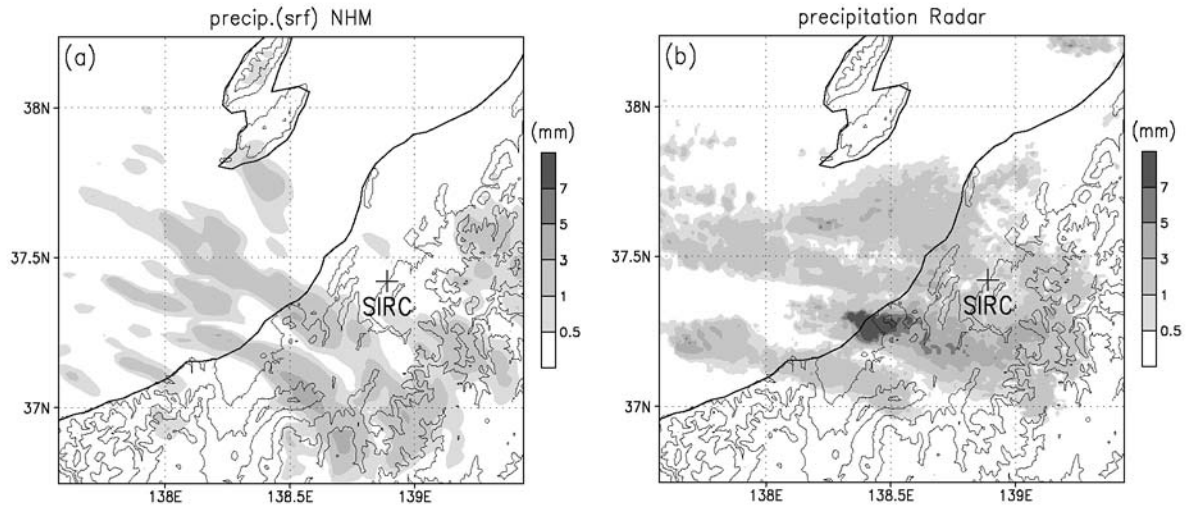 precip.(srf) NHM
(a)
38N
37.5N
37N
138E
138.5E
139E
SIRC
(mm)
7
5
3
1
0.5
precipitation Radar
(b)
38N
37.5N
37N
138E
138.5E
139E
SIRC
(mm)
7
5
3
1
0.5